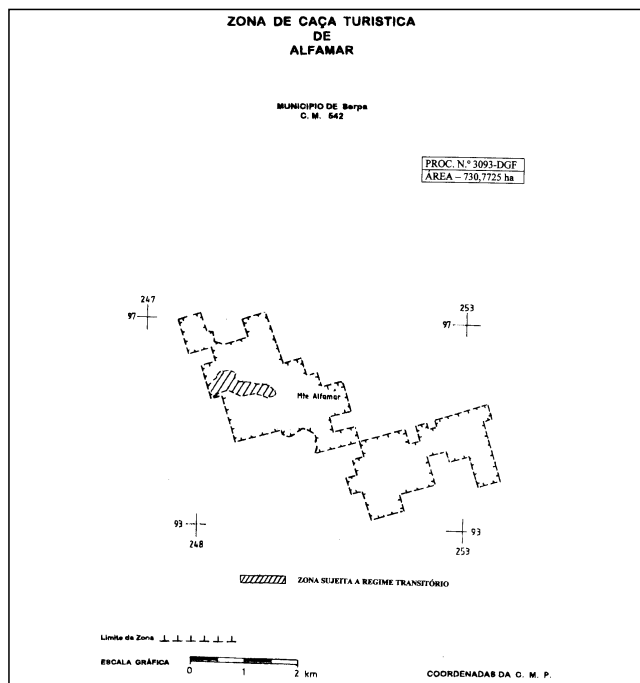 ZONA DE CAÇA TURISTICA
DE
ALFAMAR
MUNICIPIO DE Serpa
C. M. 542
PROC. N.º 3093-DGF
ÁREA – 730,7725 ha
247
97
253
97
Mte Alfamar
93
248
93
253
ZONA SUJEITA A REGIME TRANSITÓRIO
Limite da Zona
ESCALA GRÁFICA
0 1 2 km
COORDENADAS DA C. M. P.